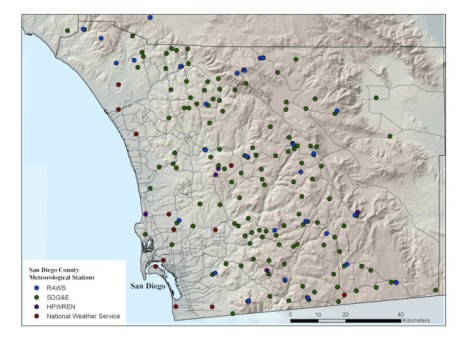 San Diego
San Diego County
Meteorological Stations
RAWS
SDG&E
HPWREN
National Weather Service
0 10 20 40
Kilometers